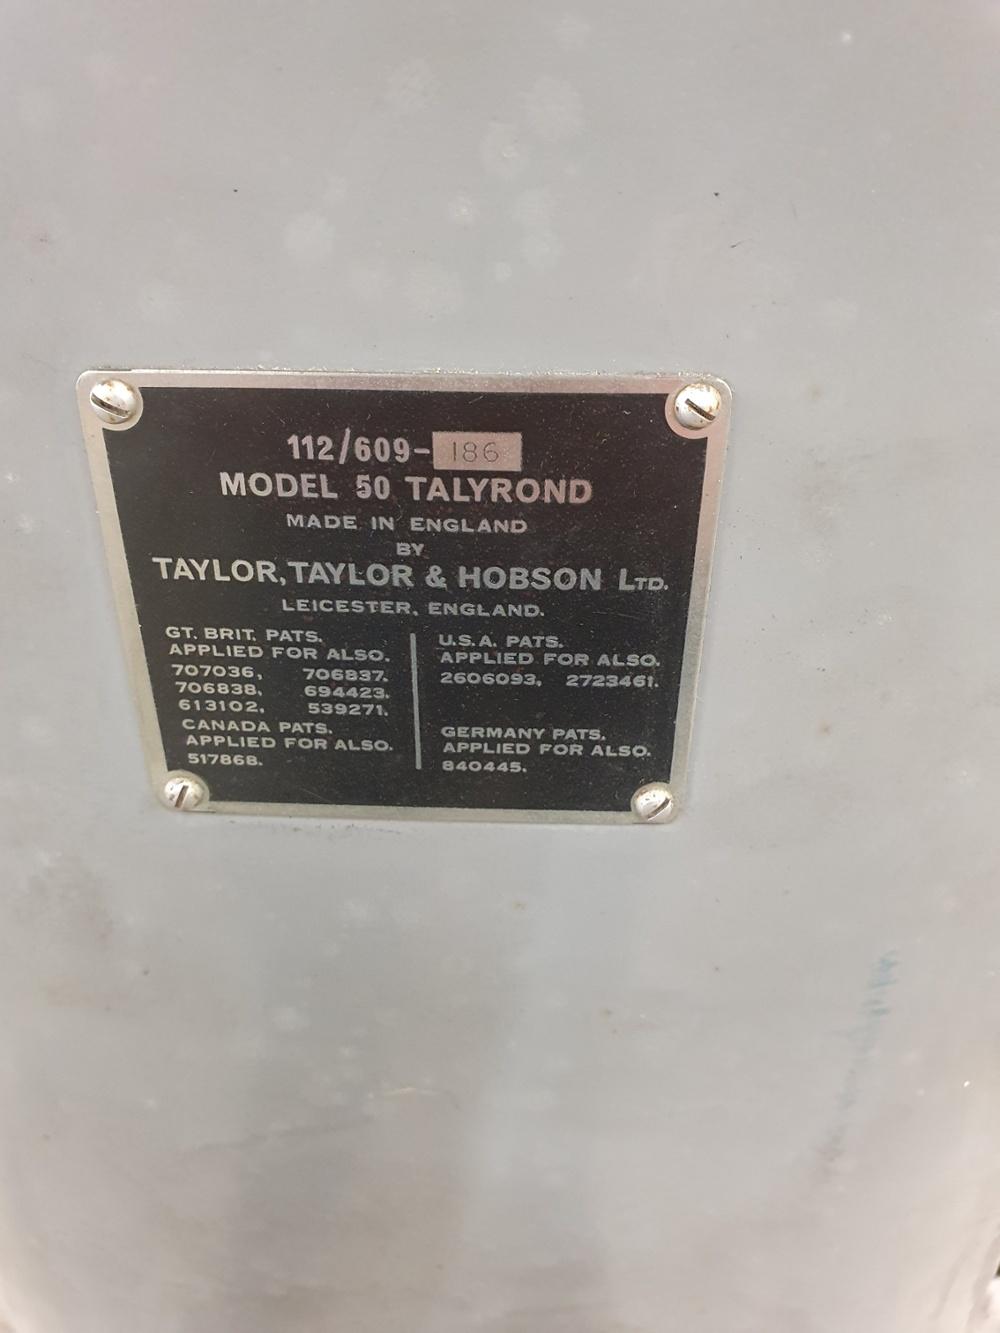 112/609-186
MODEL 50 TALYROND
MADE IN ENGLAND
BY
TAYLOR, TAYLOR & HOBSON LTD.
LEICESTER, ENGLAND.
GT. BRIT. PATS.
APPLIED FOR ALSO.
707036, 706837.
706838, 694423.
613102, 539271.
CANADA PATS.
APPLIED FOR ALSO.
517868.
U.S.A. PATS.
APPLIED FOR ALSO.
2606093, 2723461.
GERMANY PATS.
APPLIED FOR ALSO.
840445.